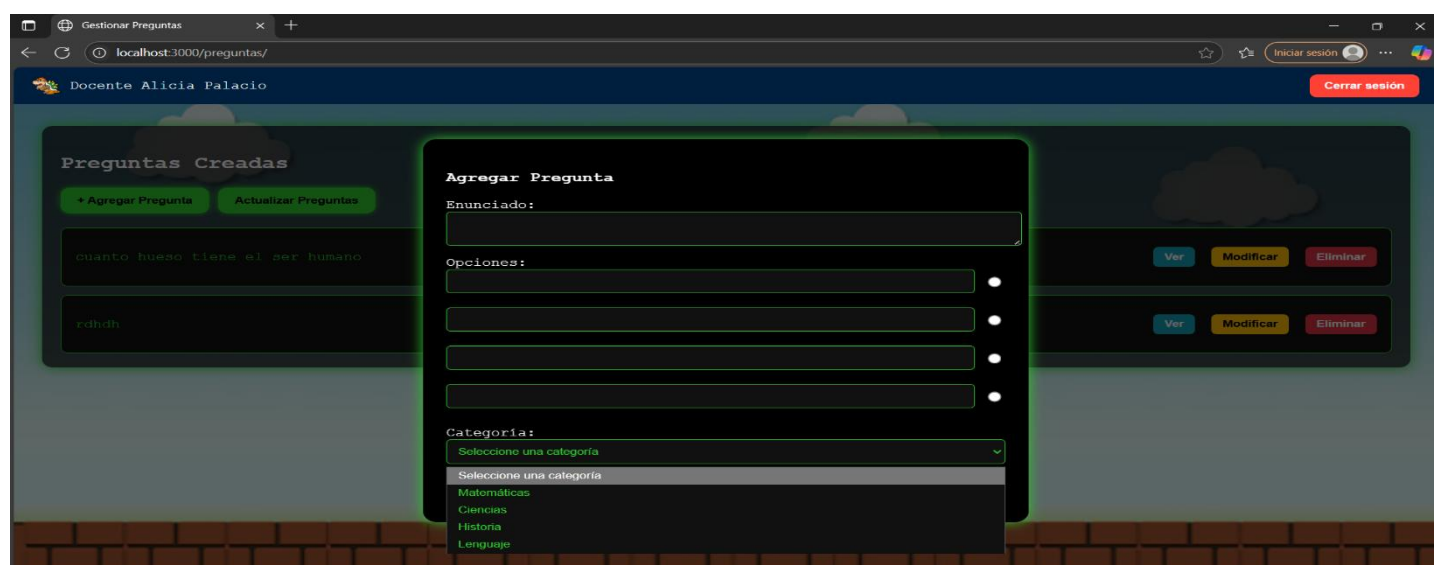 Gestionar Preguntas
localhost:3000/preguntas/
Iniciar sesión
Docente Alicia Palacio
Cerrar sesión
Preguntas Creadas
+ Agregar Pregunta
Actualizar Preguntas
cuanto hueso tiene el ser humano
Ver
Modificar
Eliminar
rdhdh
Ver
Modificar
Eliminar
Agregar Pregunta
Enunciado:
Opciones:
Categoría:
Seleccione una categoría
Seleccione una categoría
Matemáticas
Ciencias
Historia
Lenguaje